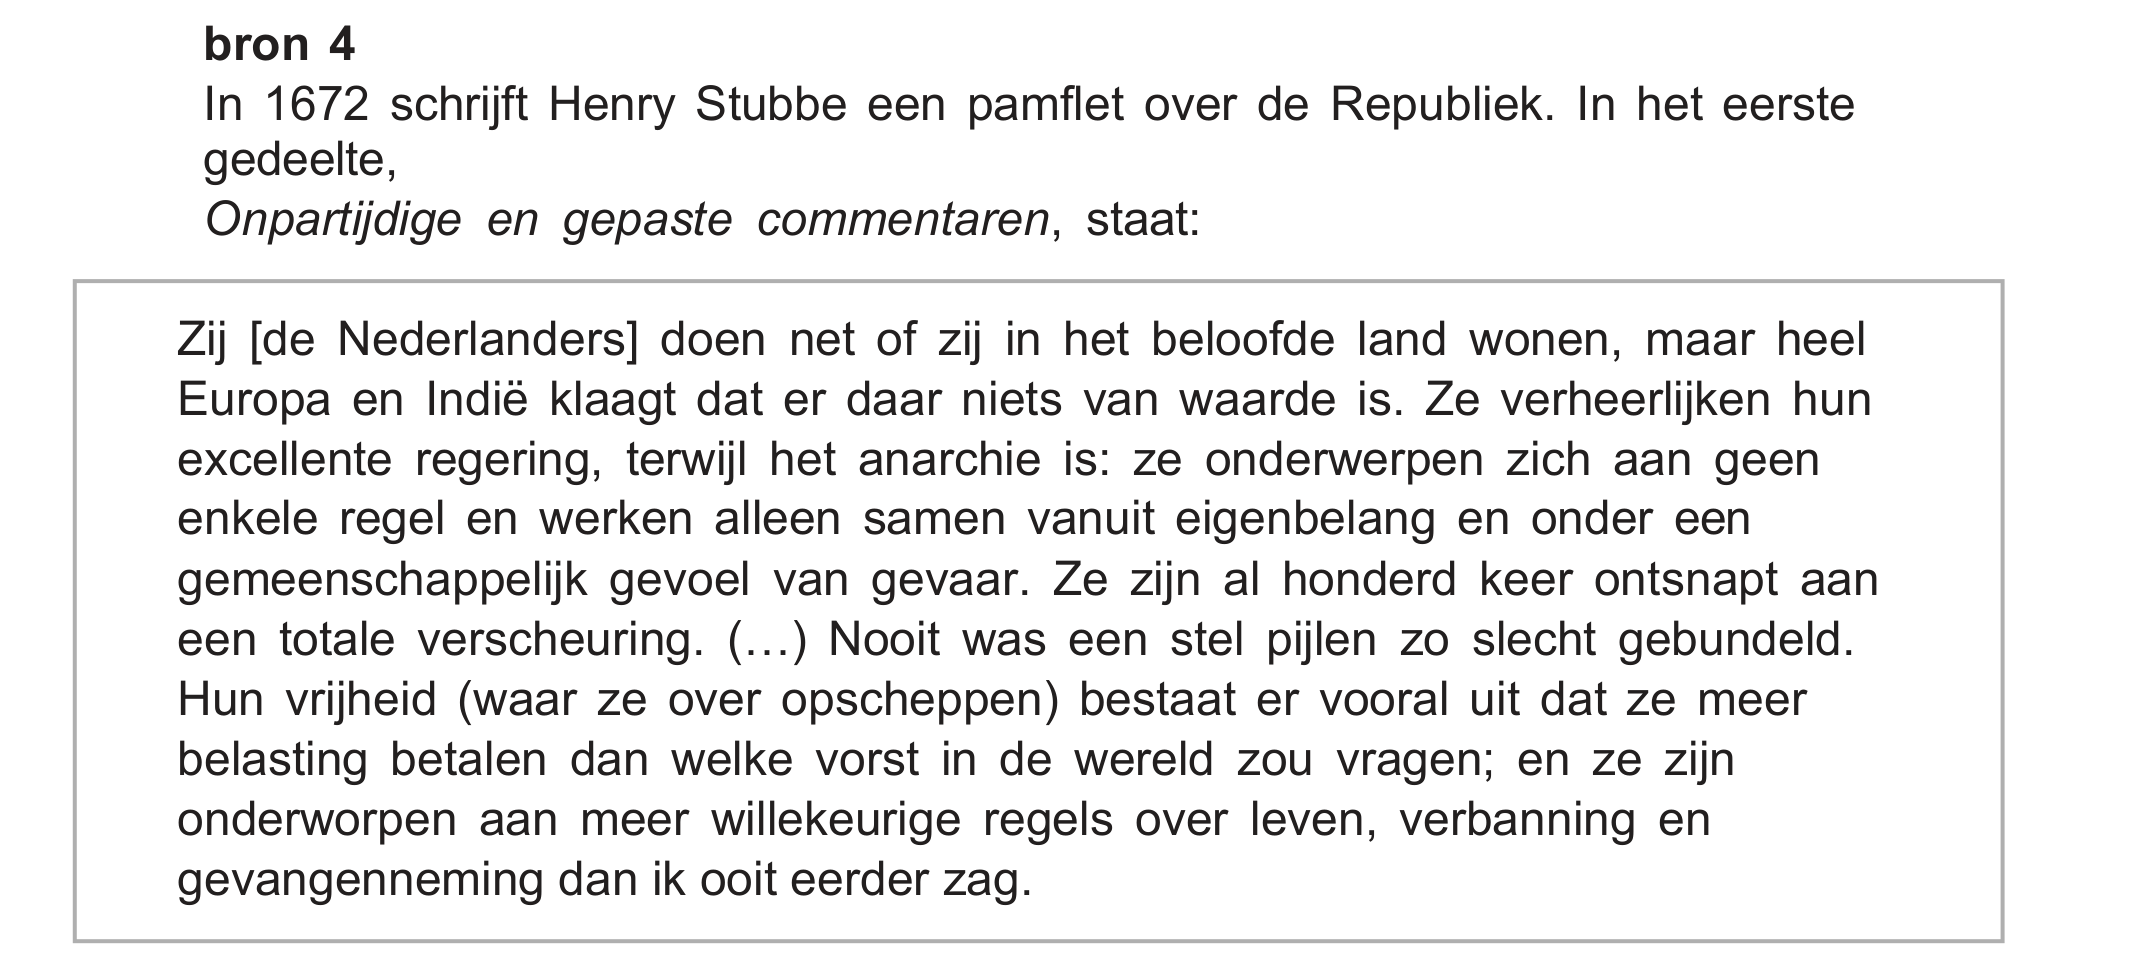 bron 4
In 1672 schrijft Henry Stubbe een pamflet over de Republiek. In het eerste
gedeelte,
Onpartijdige en gepaste commentaren, staat:
Zij [de Nederlanders] doen net of zij in het beloofde land wonen, maar heel
Europa en Indië klaagt dat er daar niets van waarde is. Ze verheerlijken hun
excellente regering, terwijl het anarchie is: ze onderwerpen zich aan geen
enkele regel en werken alleen samen vanuit eigenbelang en onder een
gemeenschappelijk gevoel van gevaar. Ze zijn al honderd keer ontsnapt aan
een totale verscheuring. (…) Nooit was een stel pijlen zo slecht gebundeld.
Hun vrijheid (waar ze over opscheppen) bestaat er vooral uit dat ze meer
belasting betalen dan welke vorst in de wereld zou vragen; en ze zijn
onderworpen aan meer willekeurige regels over leven, verbanning en
gevangenneming dan ik ooit eerder zag.